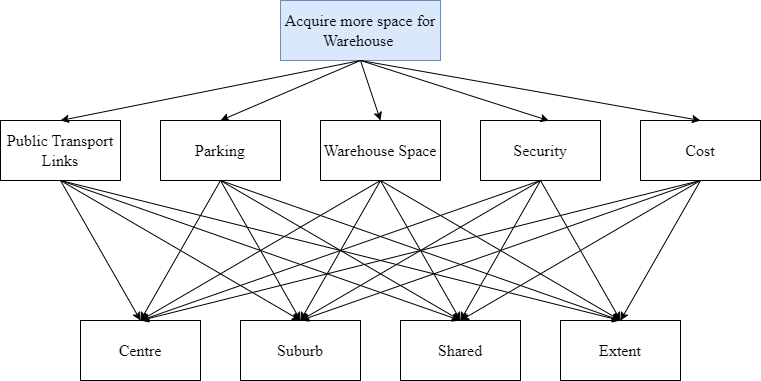 Acquire more space for
Warehouse
Public Transport
Links
Parking
Warehouse Space
Security
Cost
Centre
Suburb
Shared
Extent